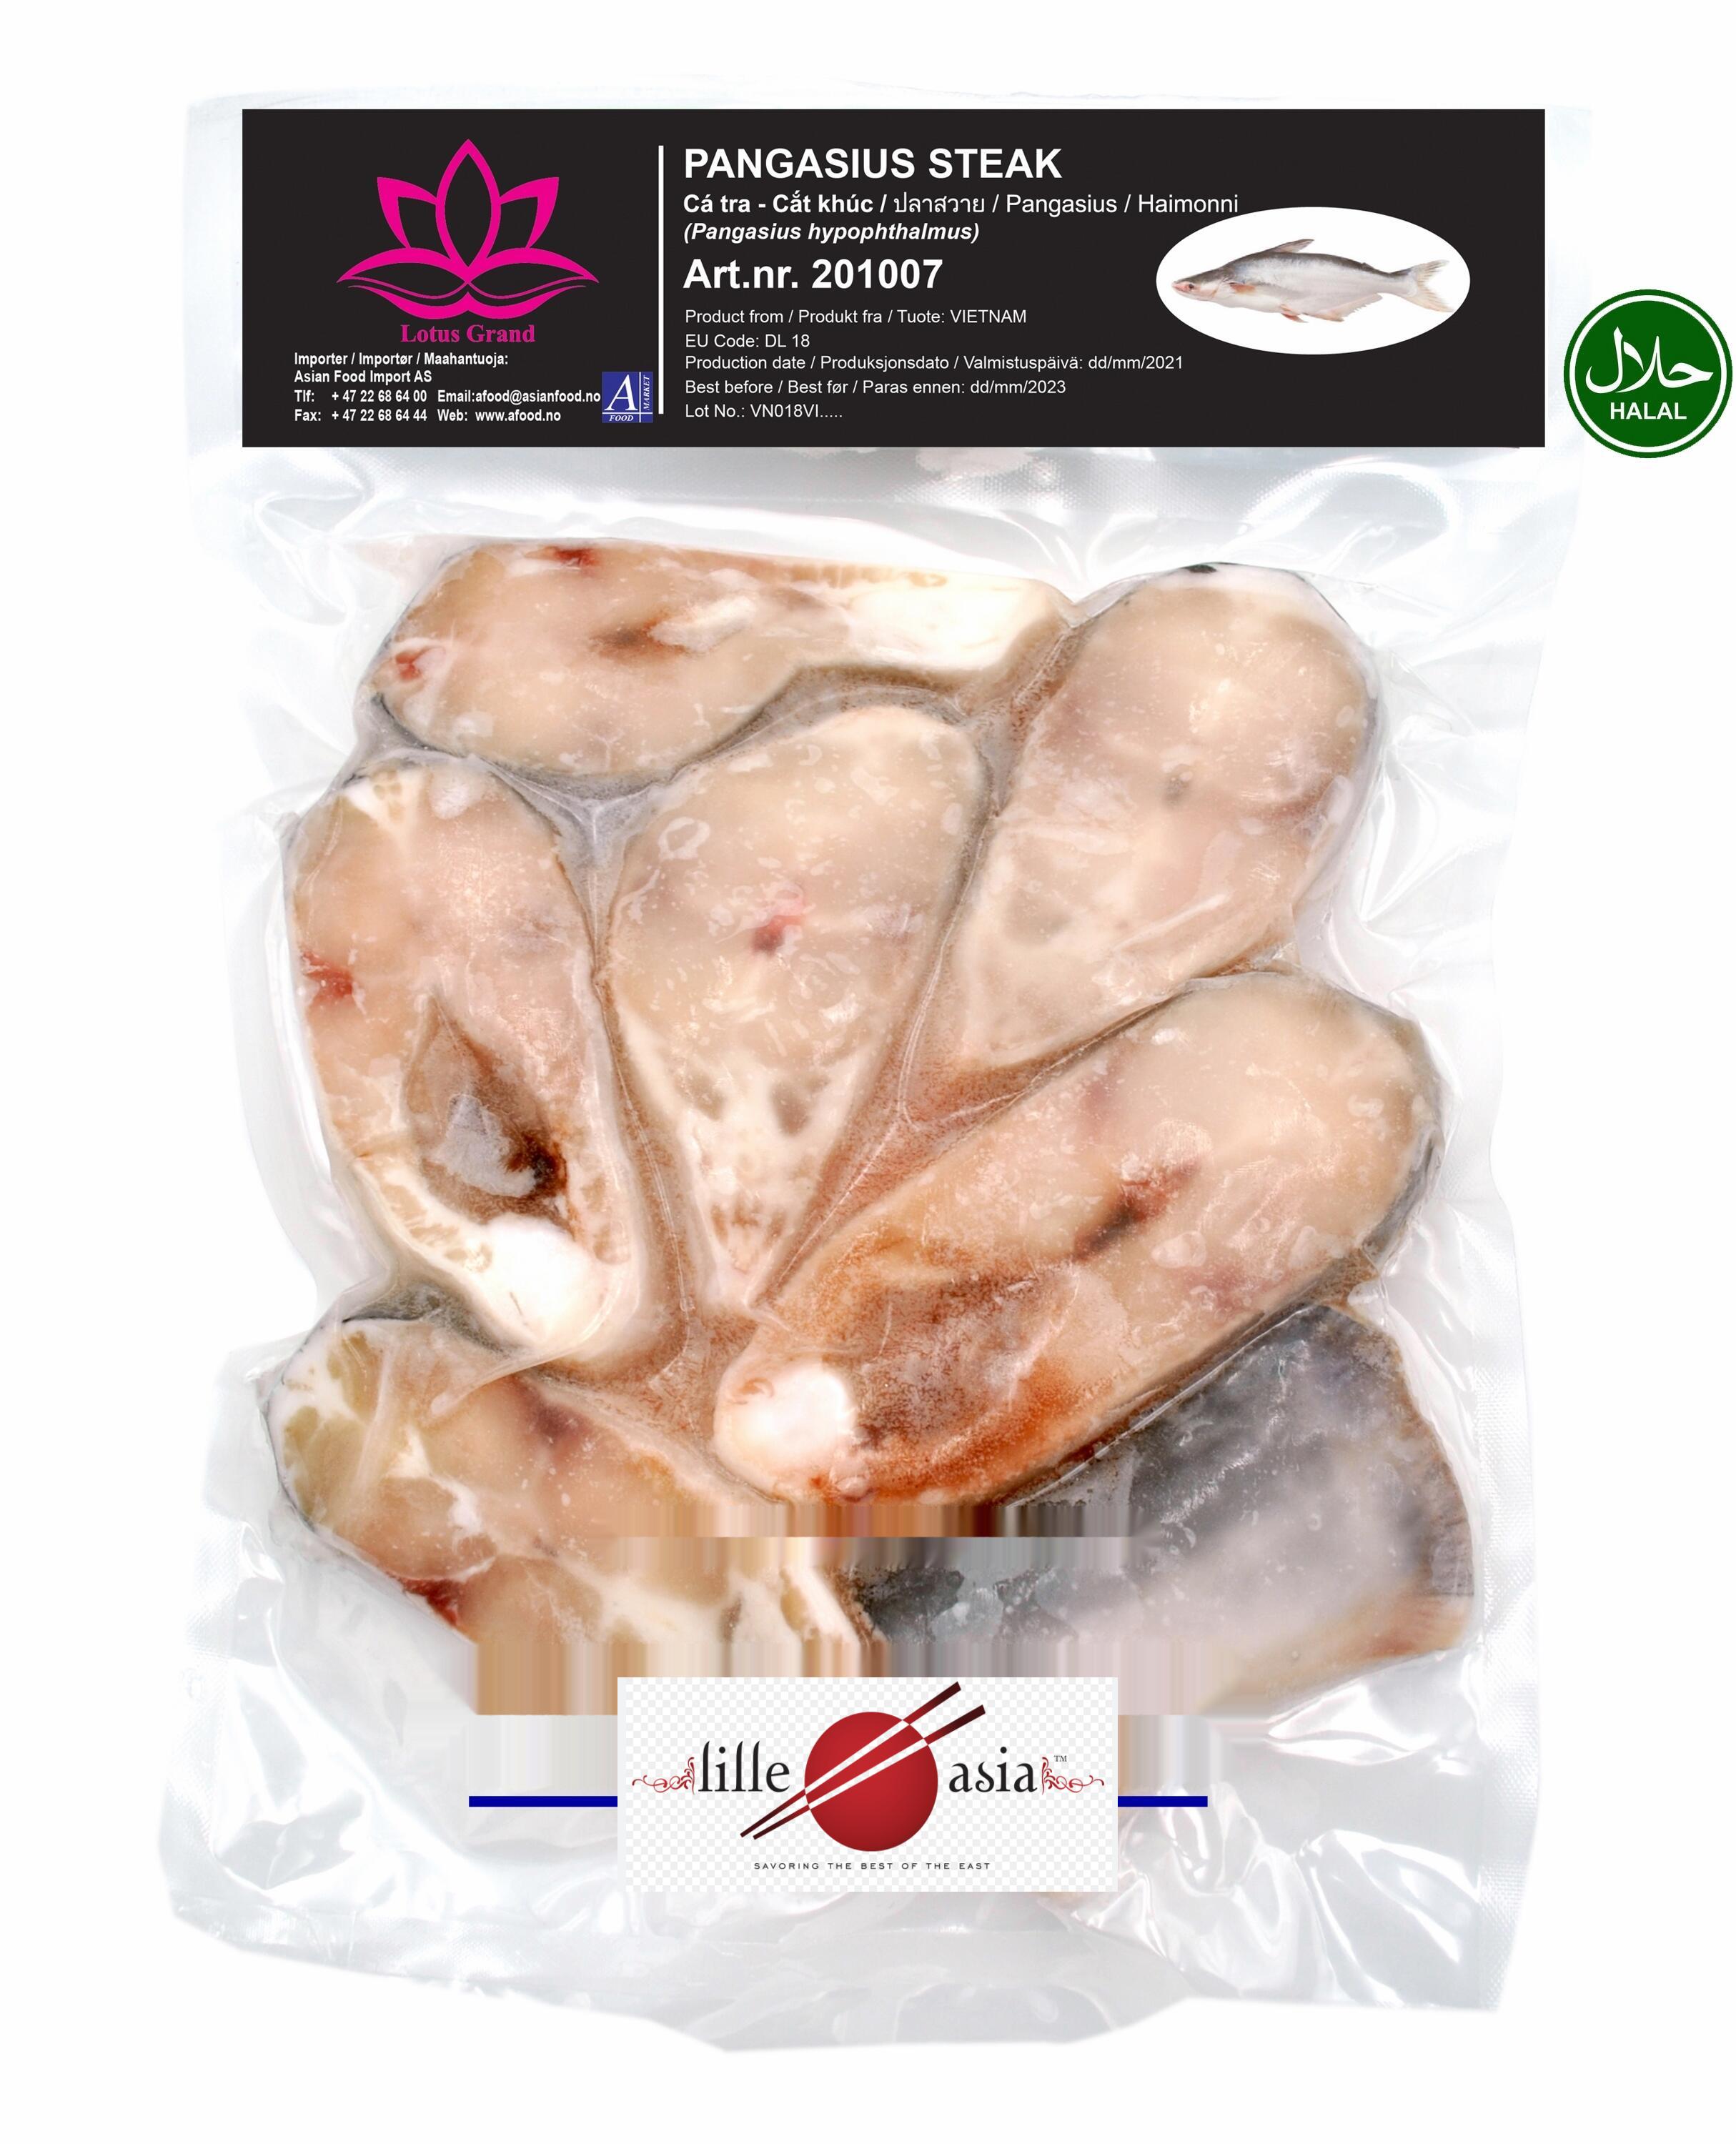 Lotus Grand
Importer / Importør / Maahantuoja:
Asian Food Import AS
Tlf: + 47 22 68 64 00 Email:afood@asianfood.no
Fax: + 47 22 68 64 44 Web: www.afood.no
A
FOOD
MARKET
PANGASIUS STEAK
Cá tra - Cắt khúc / ปลาสวาย / Pangasius / Haimonni
(Pangasius hypophthalmus)
Art.nr. 201007
Product from / Produkt fra / Tuote: VIETNAM
EU Code: DL 18
Production date / Produksjonsdato / Valmistuspäivä: dd/mm/2021
Best before / Best før / Paras ennen: dd/mm/2023
Lot No.: VN018VI.....
حلال
HALAL
lille asia™
SAVORING THE BEST OF THE EAST